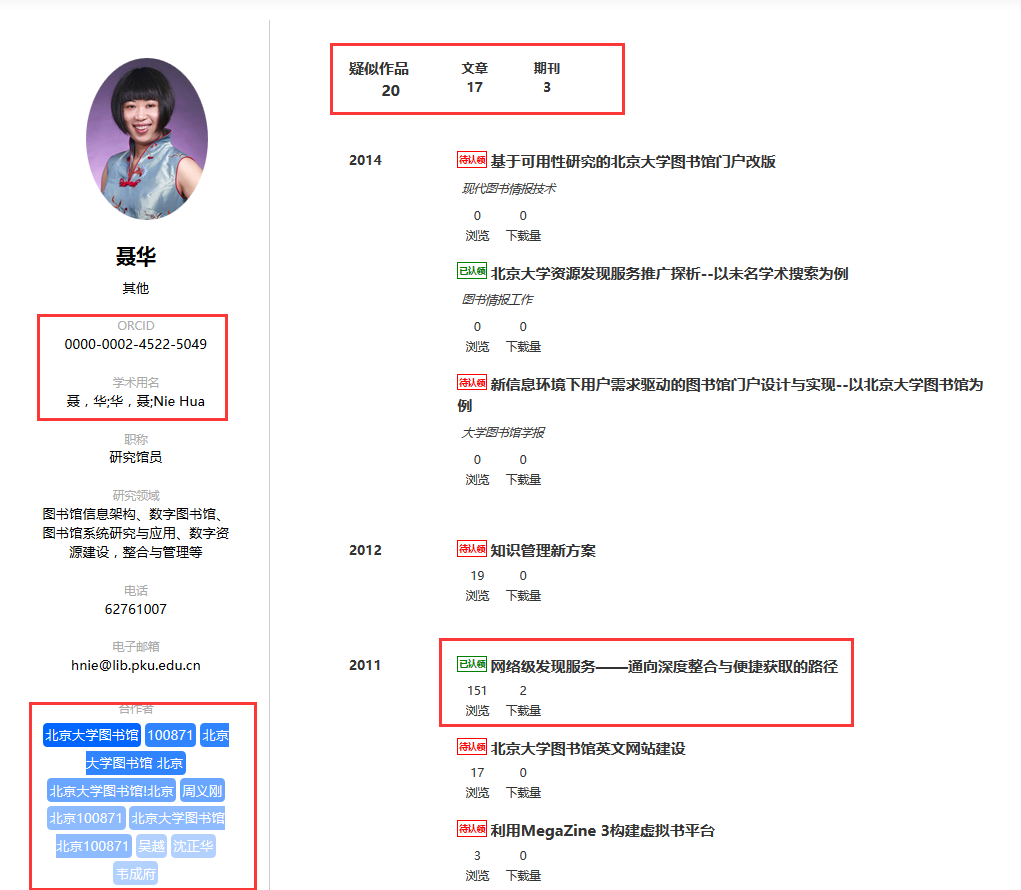 聂华
其他
ORCID
0000-0002-4522-5049
学术用名
聂，华;华，聂;Nie Hua
职称
研究馆员
研究领域
图书馆信息架构、数字图书馆、
图书馆系统研究与应用、数字资
源建设，整合与管理等
电话
62761007
电子邮箱
hnie@lib.pku.edu.cn
合作者
北京大学图书馆 100871 北京
大学图书馆 北京
北京大学图书馆!北京 周义刚
北京100871 北京大学图书馆
北京100871 吴越 沈正华
韦成府
疑似作品 文章 期刊
20 17 3
2014
待认领 基于可用性研究的北京大学图书馆门户改版
现代图书情报技术
0 0
浏览 下载量
已认领 北京大学资源发现服务推广探析--以未名学术搜索为例
图书情报工作
0 0
浏览 下载量
待认领 新信息环境下用户需求驱动的图书馆门户设计与实现--以北京大学图书馆为
例
大学图书馆学报
0 0
浏览 下载量
2012
待认领 知识管理新方案
19 0
浏览 下载量
2011
已认领 网络级发现服务——通向深度整合与便捷获取的路径
151 2
浏览 下载量
待认领 北京大学图书馆英文网站建设
17 0
浏览 下载量
待认领 利用MegaZine 3构建虚拟书平台
3 0
浏览 下载量